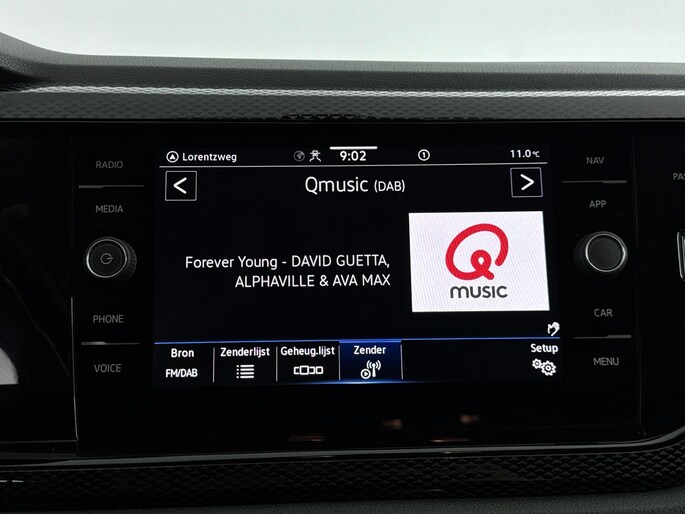 RADIO
MEDIA
PHONE
VOICE
Lorentzweg
9:02
1
11.0°C
Qmusic (DAB)
Forever Young - DAVID GUETTA,
ALPHAVILLE & AVA MAX
Q
MUSIC
Bron
FM/DAB
Zenderlijst
Geheug.lijst
Zender
Setup
NAV
APP
CAR
MENU